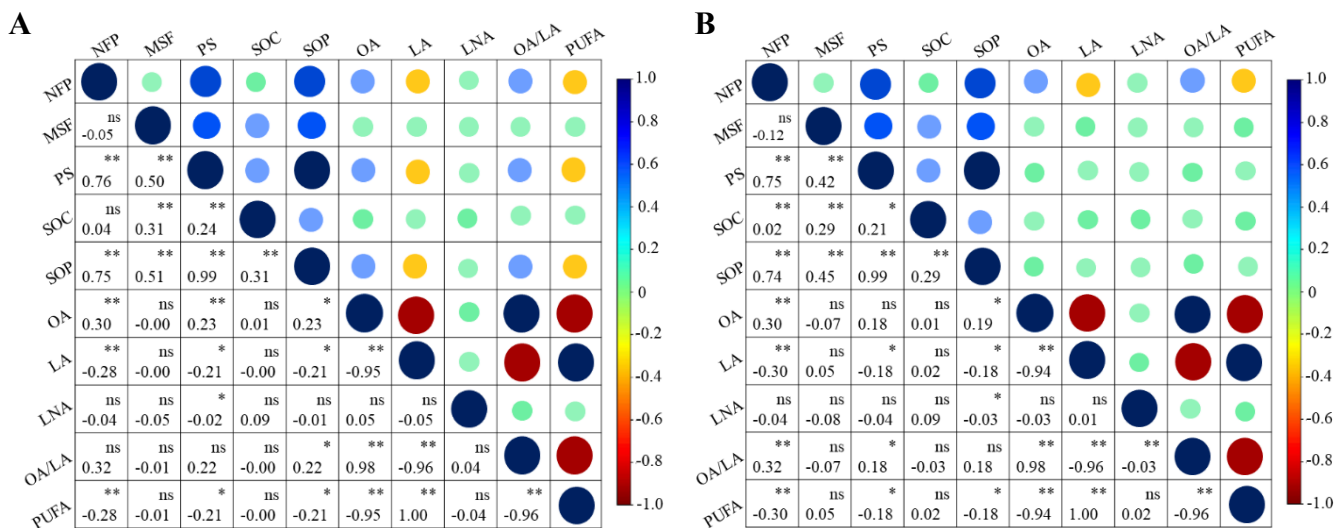 A
NFP MSF PS SOC SOP OA LA LNA OA/LA PUFA
NFP
MSF ns
-0.05
PS ** **
0.76 0.50
SOC ns ** **
0.04 0.31 0.24
SOP ** ** ** **
0.75 0.51 0.99 0.31
OA ** ns ** ns *
0.30 -0.00 0.23 0.01 0.23
LA ** ns * ns * **
-0.28 -0.00 -0.21 -0.00 -0.21 -0.95
LNA ns ns * ns ns ns ns
-0.04 -0.05 -0.02 0.09 -0.01 0.05 -0.05
OA/LA ns ns ns ns * ** ** ns
0.32 -0.01 0.22 -0.00 0.22 0.98 -0.96 0.04
PUFA ** ns * ns * ** ** ns **
-0.28 -0.01 -0.21 -0.00 -0.21 -0.95 1.00 -0.04 -0.96
1.0
0.8
0.6
0.4
0.2
0
-0.2
-0.4
-0.6
-0.8
-1.0
B
NFP MSF PS SOC SOP OA LA LNA OA/LA PUFA
NFP
MSF ns
-0.12
PS ** **
0.75 0.42
SOC ** ** *
0.02 0.29 0.21
SOP ** ** ** **
0.74 0.45 0.99 0.29
OA ** ns ns ns *
0.30 -0.07 0.18 0.01 0.19
LA ** ns * ns * **
-0.30 0.05 -0.18 0.02 -0.18 -0.94
LNA ns ns ns ns * ns ns
-0.04 -0.08 -0.04 0.09 -0.03 -0.03 0.01
OA/LA ** ns * ns ns ** ** **
0.32 -0.07 0.18 -0.03 0.18 0.98 -0.96 -0.03
PUFA ** ns * ns * ** ** ns **
-0.30 0.05 -0.18 0.02 -0.18 -0.94 1.00 0.02 -0.96
1.0
0.8
0.6
0.4
0.2
0
-0.2
-0.4
-0.6
-0.8
-1.0